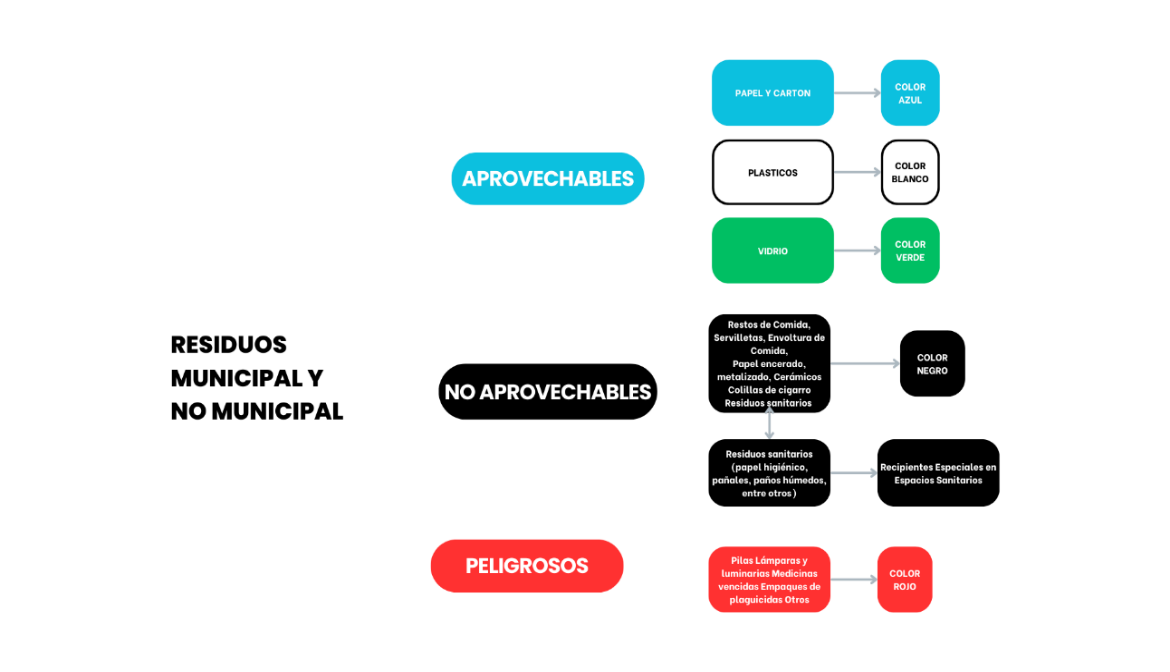 RESIDUOS
MUNICIPAL Y
NO MUNICIPAL
APROVECHABLES
PAPEL Y CARTON
COLOR
AZUL
PLASTICOS
COLOR
BLANCO
VIDRIO
COLOR
VERDE
NO APROVECHABLES
Restos de Comida,
Servilletas, Envoltura de
Comida,
Papel encerado,
metalizado, Cerámicos
Colillas de cigarro
Residuos sanitarios
COLOR
NEGRO
Residuos sanitarios
(papel higiénico,
pañales, paños húmedos,
entre otros)
Recipientes Especiales en
Espacios Sanitarios
PELIGROSOS
Pilas Lámparas y
luminarias Medicinas
vencidas Empaques de
plaguicidas Otros
COLOR
ROJO